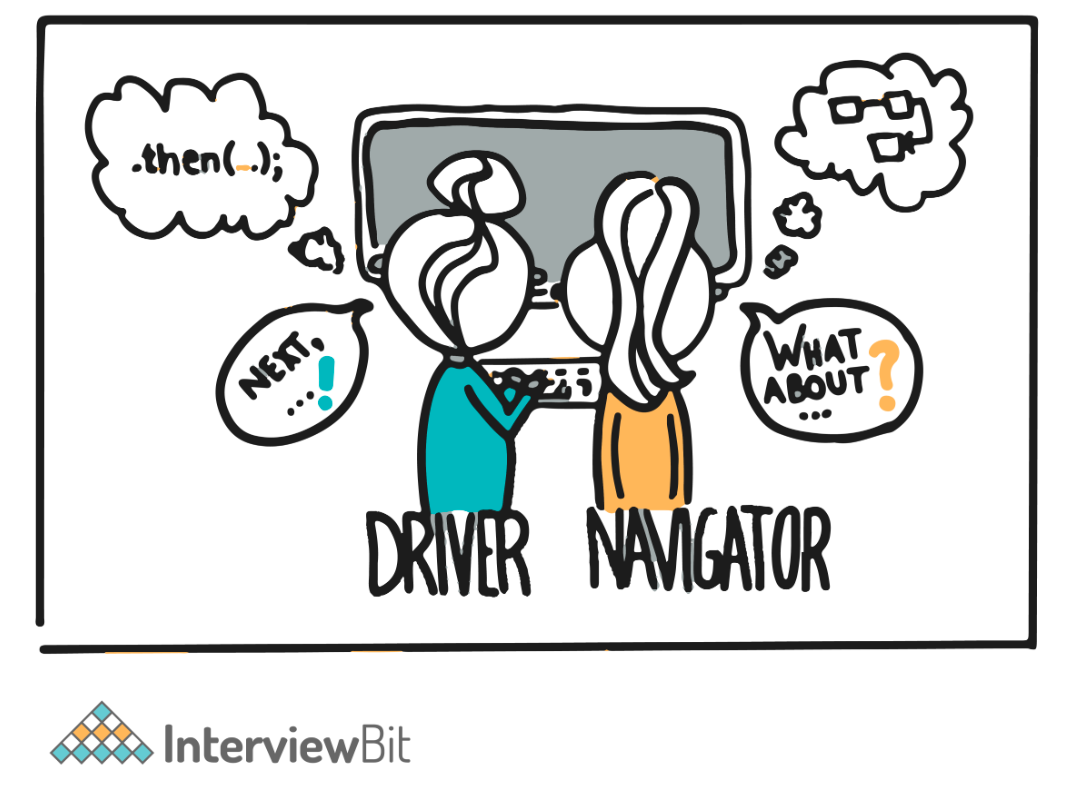 .then(_.);
NEXT,
...!
WHAT
ABOUT
...?
DRIVER NAVIGATOR
InterviewBit